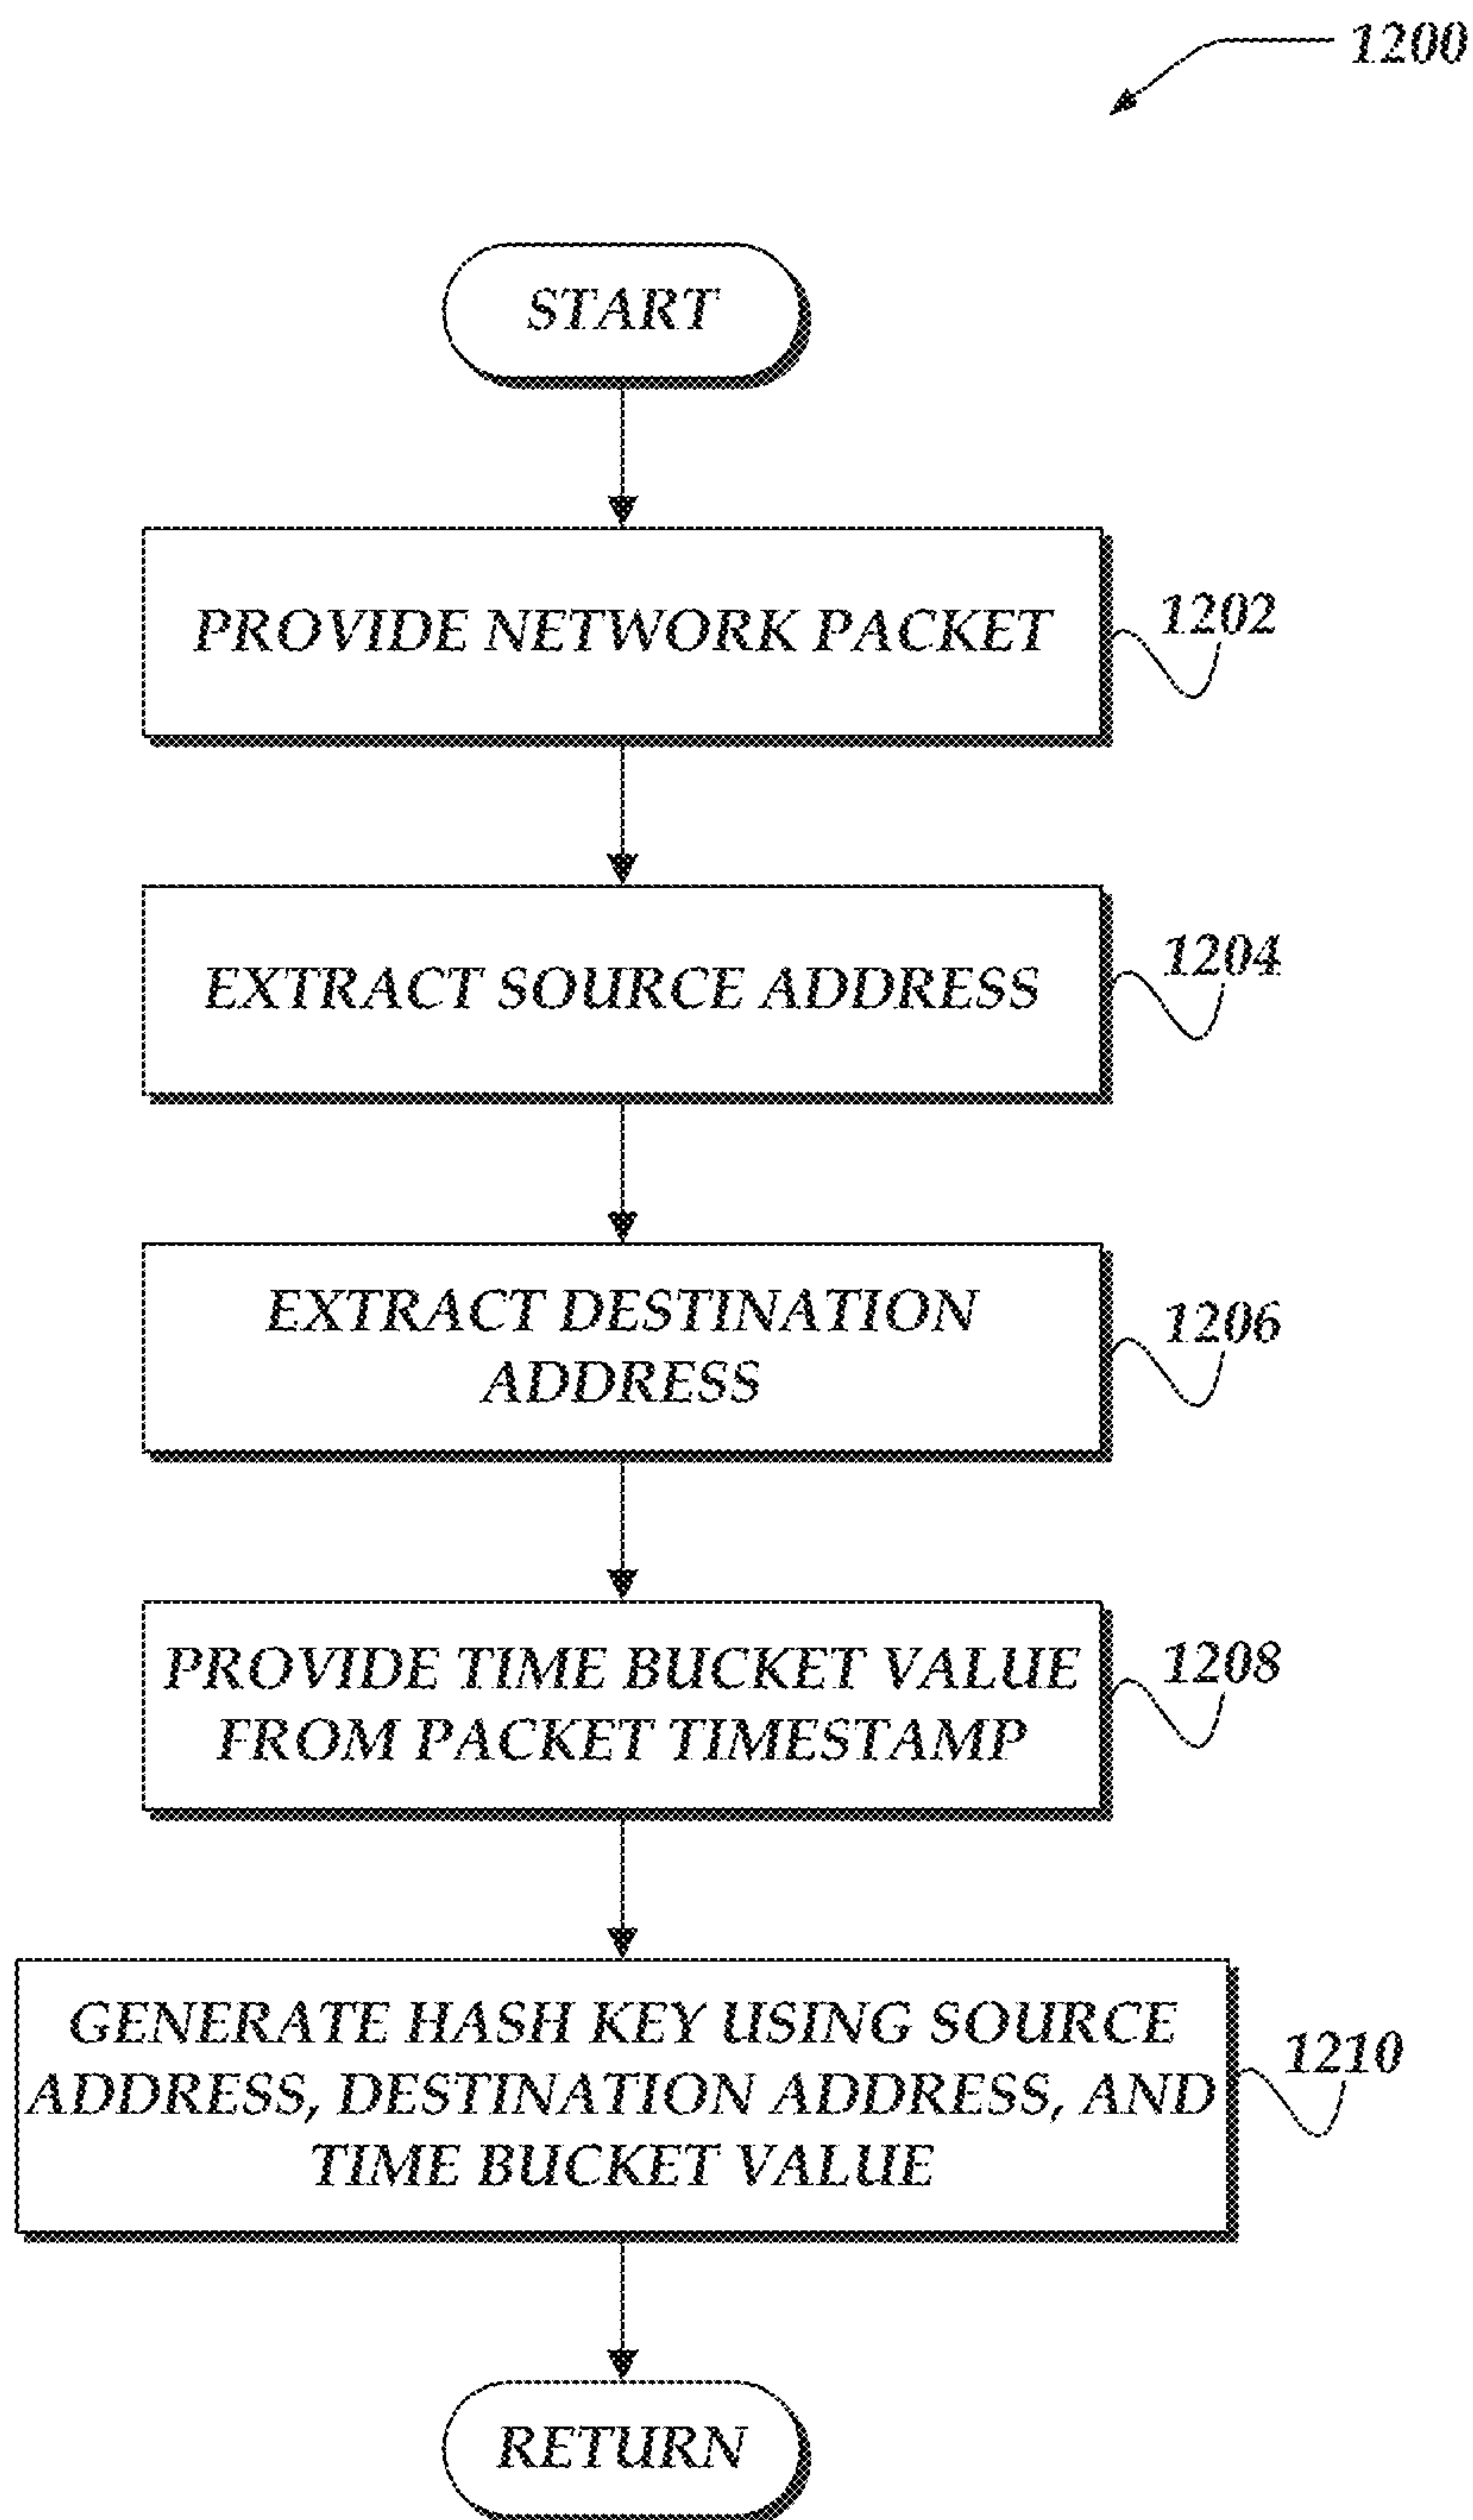 1200
START
PROVIDE NETWORK PACKET
1202
EXTRACT SOURCE ADDRESS
1204
EXTRACT DESTINATION
ADDRESS
1206
PROVIDE TIME BUCKET VALUE
FROM PACKET TIMESTAMP
1208
GENERATE HASH KEY USING SOURCE
ADDRESS, DESTINATION ADDRESS, AND
TIME BUCKET VALUE
1210
RETURN